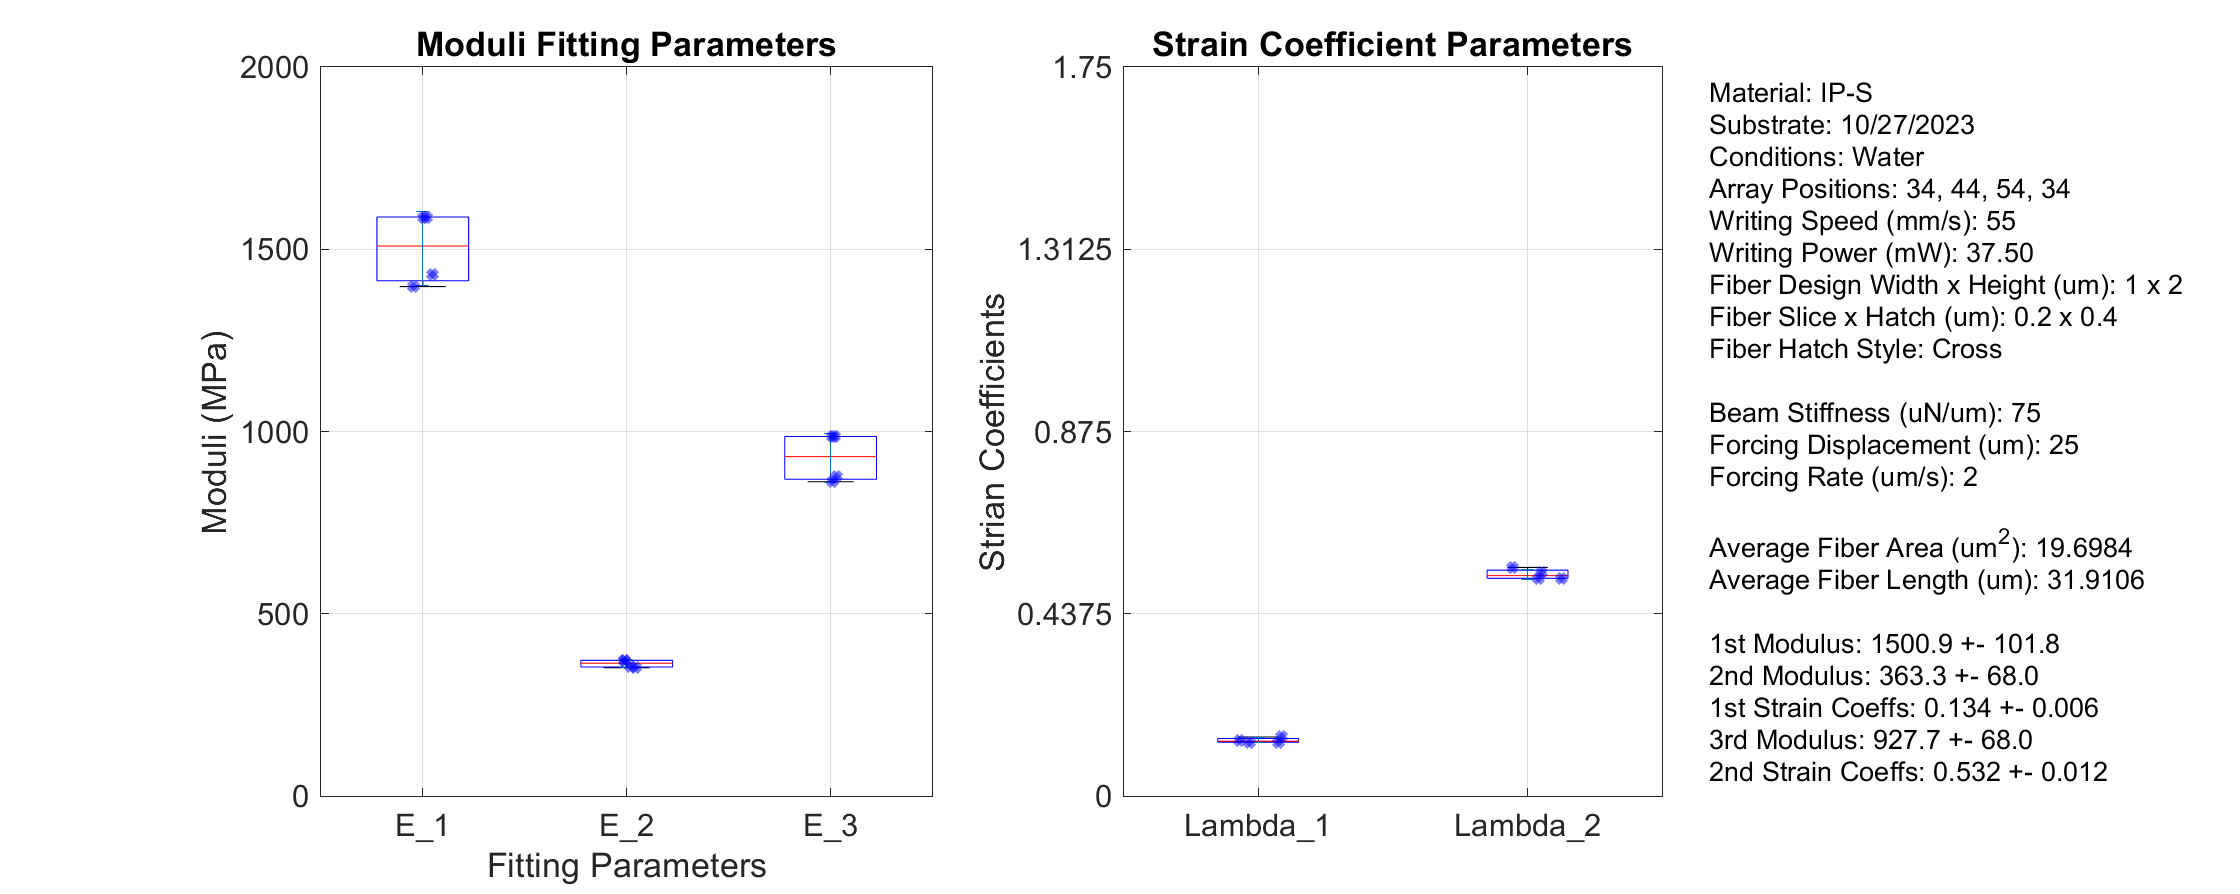 Moduli Fitting Parameters
2000
1500
1000
500
0
Moduli (MPa)
E_1
E_2
E_3
Fitting Parameters
Strain Coefficient Parameters
1.75
1.3125
0.875
0.4375
0
Strian Coefficients
Lambda_1
Lambda_2
Material: IP-S
Substrate: 10/27/2023
Conditions: Water
Array Positions: 34, 44, 54, 34
Writing Speed (mm/s): 55
Writing Power (mW): 37.50
Fiber Design Width x Height (um): 1 x 2
Fiber Slice x Hatch (um): 0.2 x 0.4
Fiber Hatch Style: Cross
Beam Stiffness (uN/um): 75
Forcing Displacement (um): 25
Forcing Rate (um/s): 2
Average Fiber Area (um²): 19.6984
Average Fiber Length (um): 31.9106
1st Modulus: 1500.9 +- 101.8
2nd Modulus: 363.3 +- 68.0
1st Strain Coeffs: 0.134 +- 0.006
3rd Modulus: 927.7 +- 68.0
2nd Strain Coeffs: 0.532 +- 0.012